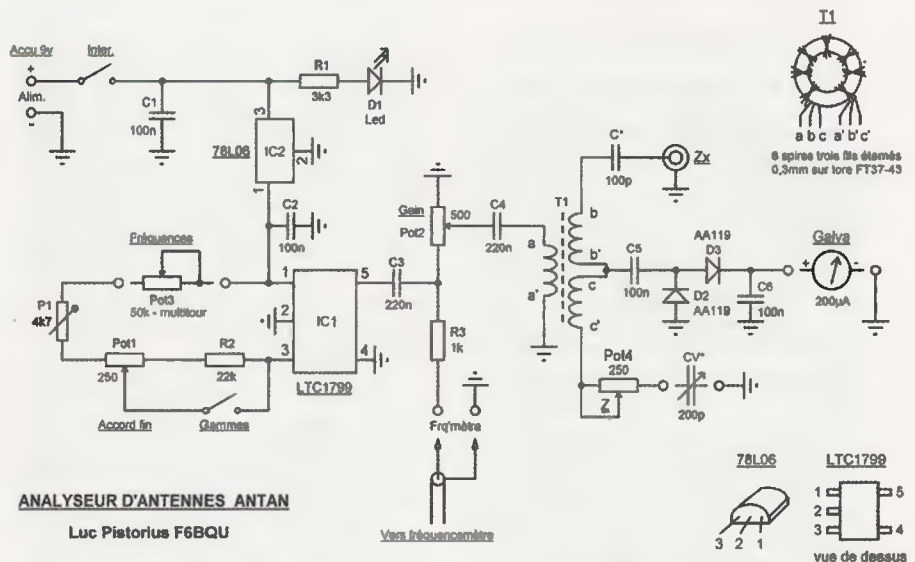 Accu 9v
Inter.
+
Alim.
-
C1
100n
R1
3k3
D1
Led
3
78L06
IC2
2
1
C2
100n
Fréquences
Pot3
50k - multitour
P1
4k7
Pot1
250
R2
22k
Accord fin
Gammes
1
2
3
IC1
5
4
LTC1799
C3
220n
Gain
Pot2
500
R3
1k
Frq'mètre
Vers fréquencemètre
C4
220n
T1
a
a'
b
b'
c
c'
C*
100p
Zx
C5
100n
AA119
D3
D2
AA119
C6
100n
Galva
+
-
200µA
Pot4
250
Z
CV*
200p
T1
a b c
a' b' c'
6 spires trois fils étamés
0,3mm sur tore FT37-43
78L06
3 2 1
LTC1799
1
2
3
5
4
vue de dessus
ANALYSEUR D'ANTENNES ANTAN
Luc Pistorius F6BQU